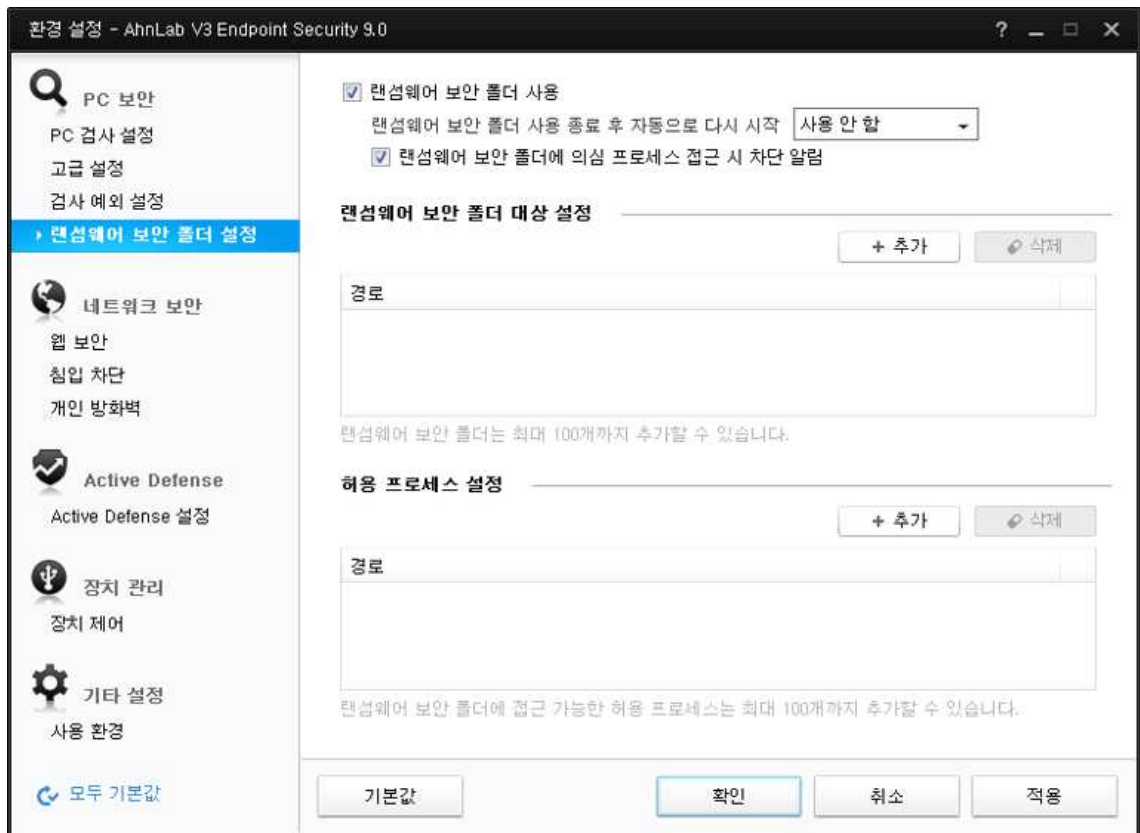 환경 설정 - AhnLab V3 Endpoint Security 9.0
PC 보안
PC 검사 설정
고급 설정
검사 예외 설정
랜섬웨어 보안 폴더 설정
네트워크 보안
웹 보안
침입 차단
개인 방화벽
Active Defense
Active Defense 설정
장치 관리
장치 제어
기타 설정
사용 환경
모두 기본값
랜섬웨어 보안 폴더 사용
랜섬웨어 보안 폴더 사용 종료 후 자동으로 다시 시작 사용 안 함
랜섬웨어 보안 폴더에 의심 프로세스 접근 시 차단 알림
랜섬웨어 보안 폴더 대상 설정
+ 추가 삭제
경로
랜섬웨어 보안 폴더는 최대 100개까지 추가할 수 있습니다.
허용 프로세스 설정
+ 추가 삭제
경로
랜섬웨어 보안 폴더에 접근 가능한 허용 프로세스는 최대 100개까지 추가할 수 있습니다.
기본값 확인 취소 적용